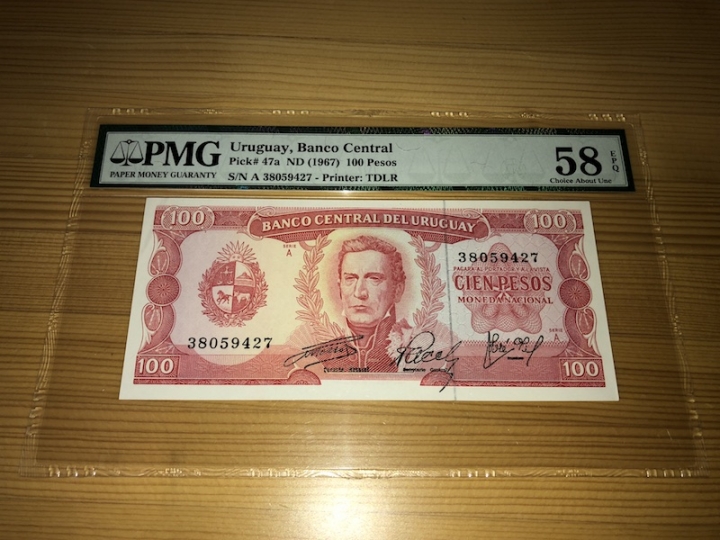 PMG
PAPER MONEY GUARANTY
Uruguay, Banco Central
Pick# 47a ND (1967) 100 Pesos
S/N A 38059427 - Printer: TDLR
58 EPQ
Choice About Unc
100
BANCO CENTRAL DEL URUGUAY
100
SERIE
A
38059427
PAGARA AL PORTADOR Y A LA VISTA
CIEN PESOS
MONEDA NACIONAL
SERIE
A
38059427
100
100